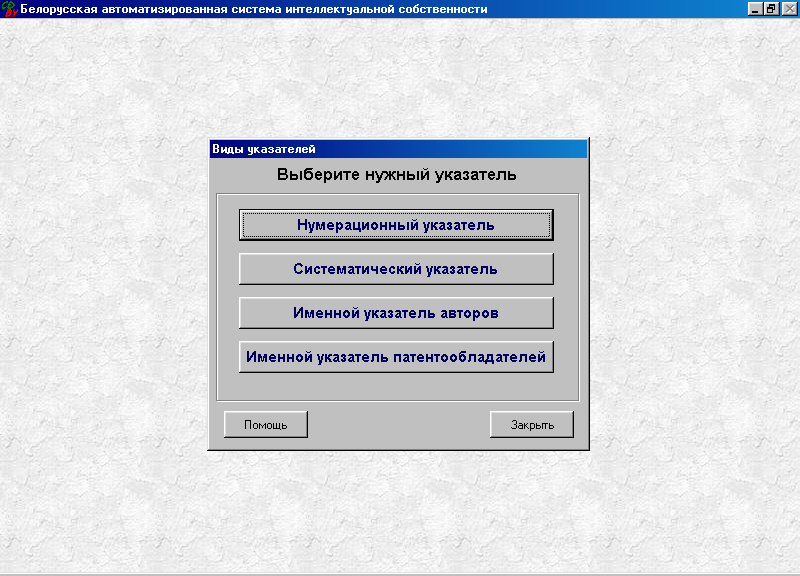 Белорусская автоматизированная система интеллектуальной собственности
Виды указателей
Выберите нужный указатель
Нумерационный указатель
Систематический указатель
Именной указатель авторов
Именной указатель патентообладателей
Помощь
Закрыть